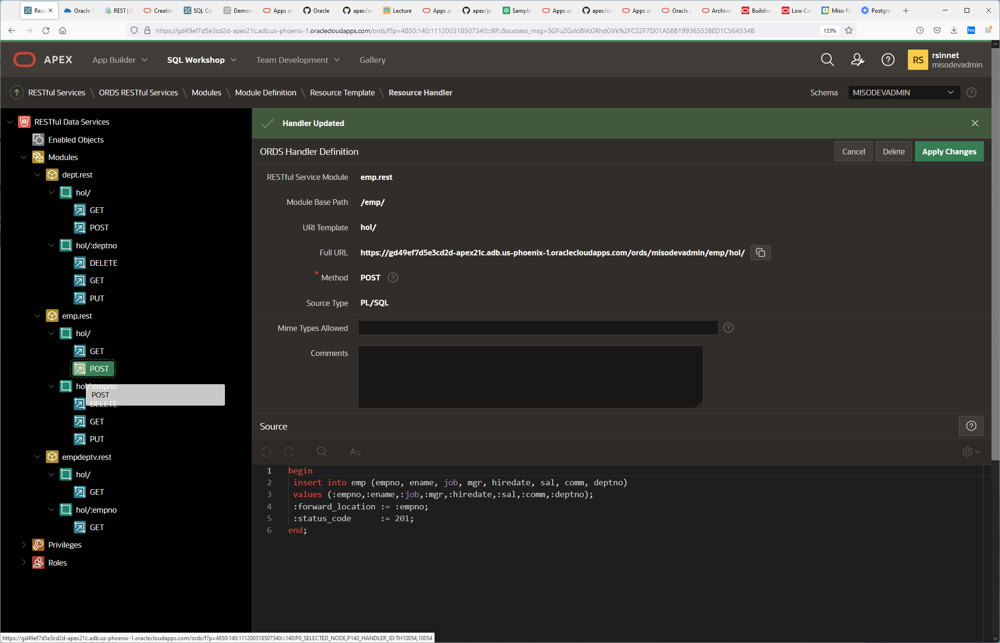 Reso
Oracle
REST | O
Creating
SQL Co
Demon
Apps an
Oracle
apex/sa
Lecture
Apps an
apex/po
Sample
Apps an
apex/sa
Apps an
Oracle A
Archive
Building
Low Co
Miso Ro
Postgre
https://gd49ef7d5e3cd2d-apex21c.adb.us-phoenix-1.oraclecloudapps.com/ords/f?p=4850:140:111200318507340:::RP::&success_msg=SGFuZGxlciBVcGRhdGVk%2FC22F7D01A5BB19936553BED1C564534B
133%
fos
APEX
App Builder
SQL Workshop
Team Development
Gallery
RS
rsinnet
misodevadmin
RESTful Services \ ORDS RESTful Services \ Modules \ Module Definition \ Resource Template \ Resource Handler
Schema
MISODEVADMIN
RESTful Data Services
Enabled Objects
Modules
dept.rest
hol/
GET
POST
hol/:deptno
DELETE
GET
PUT
emp.rest
hol/
GET
POST
hol/:empno
POST
DELETE
GET
PUT
empdeptv.rest
hol/
GET
hol/:empno
GET
Privileges
Roles
Handler Updated
ORDS Handler Definition
Cancel
Delete
Apply Changes
RESTful Service Module emp.rest
Module Base Path /emp/
URI Template hol/
Full URL https://gd49ef7d5e3cd2d-apex21c.adb.us-phoenix-1.oraclecloudapps.com/ords/misodevadmin/emp/hol/
* Method POST
Source Type PL/SQL
Mime Types Allowed
Comments
Source
1 begin
2 insert into emp (empno, ename, job, mgr, hiredate, sal, comm, deptno)
3 values (:empno,:ename,:job,:mgr,:hiredate,:sal,:comm,:deptno);
4 :forward_location := :empno;
5 :status_code := 201;
6 end;
https://gd49ef7d5e3cd2d-apex21c.adb.us-phoenix-1.oraclecloudapps.com/ords/f?p=4850:140:111200318507340:::140:P0_SELECTED_NODE,P140_HANDLER_ID:TH10054,10054